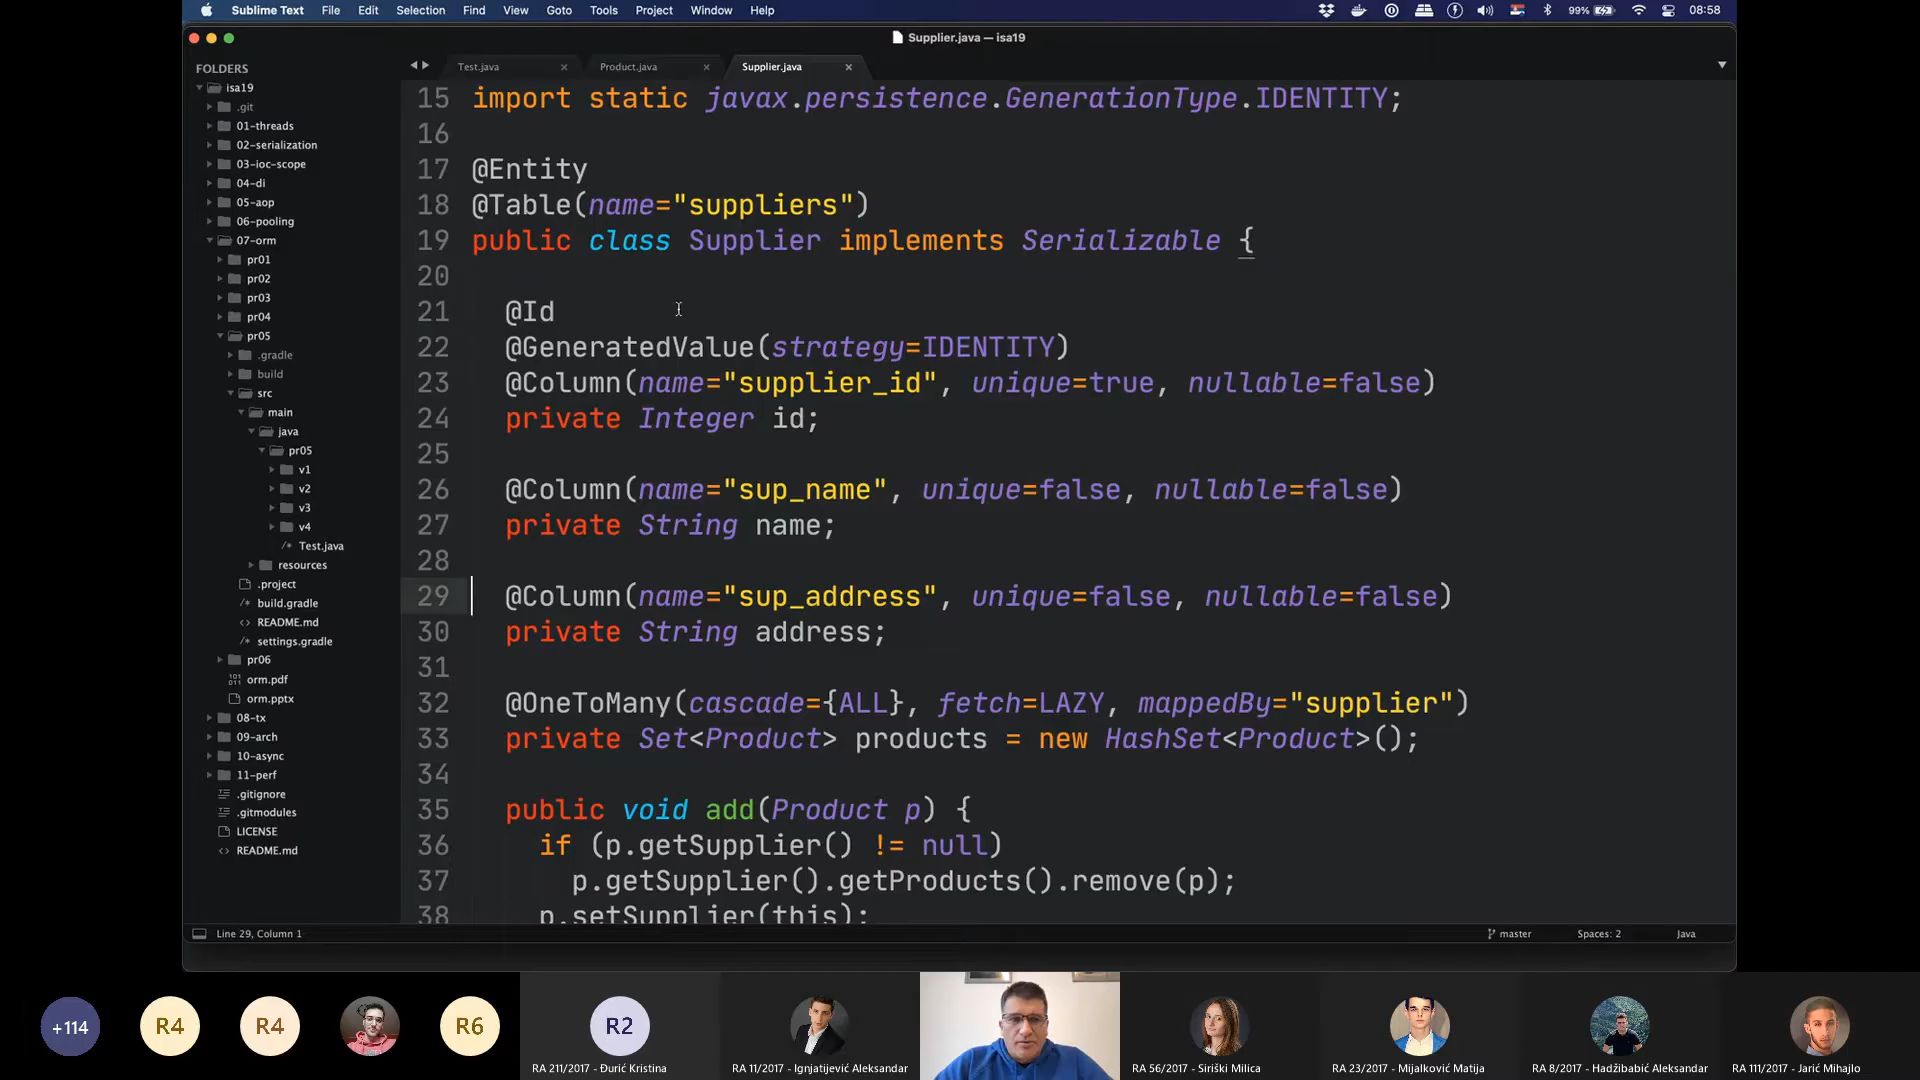 Sublime Text File Edit Selection Find View Goto Tools Project Window Help 99% 08:58
Supplier.java — isa19
FOLDERS
isa19
.git
01-threads
02-serialization
03-ioc-scope
04-di
05-aop
06-pooling
07-orm
pr01
pr02
pr03
pr04
pr05
.gradle
build
src
main
java
pr05
v1
v2
v3
v4
/* Test.java
resources
.project
/* build.gradle
<> README.md
/* settings.gradle
pr06
orm.pdf
orm.pptx
08-tx
09-arch
10-async
11-perf
.gitignore
.gitmodules
LICENSE
<> README.md
Test.java Product.java Supplier.java
15 import static javax.persistence.GenerationType.IDENTITY;
16
17 @Entity
18 @Table(name="suppliers")
19 public class Supplier implements Serializable {
20
21 @Id
22 @GeneratedValue(strategy=IDENTITY)
23 @Column(name="supplier_id", unique=true, nullable=false)
24 private Integer id;
25
26 @Column(name="sup_name", unique=false, nullable=false)
27 private String name;
28
29 @Column(name="sup_address", unique=false, nullable=false)
30 private String address;
31
32 @OneToMany(cascade={ALL}, fetch=LAZY, mappedBy="supplier")
33 private Set<Product> products = new HashSet<Product>();
34
35 public void add(Product p) {
36 if (p.getSupplier() != null)
37 p.getSupplier().getProducts().remove(p);
38 p.setSupplier(this);
Line 29, Column 1 master Spaces: 2 Java
+114 R4 R4 R6 R2
RA 211/2017 - Đurić Kristina
RA 11/2017 - Ignjatijević Aleksandar
RA 56/2017 - Siriški Milica
RA 23/2017 - Mijalković Matija
RA 8/2017 - Hadžibabić Aleksandar
RA 111/2017 - Jarić Mihajlo